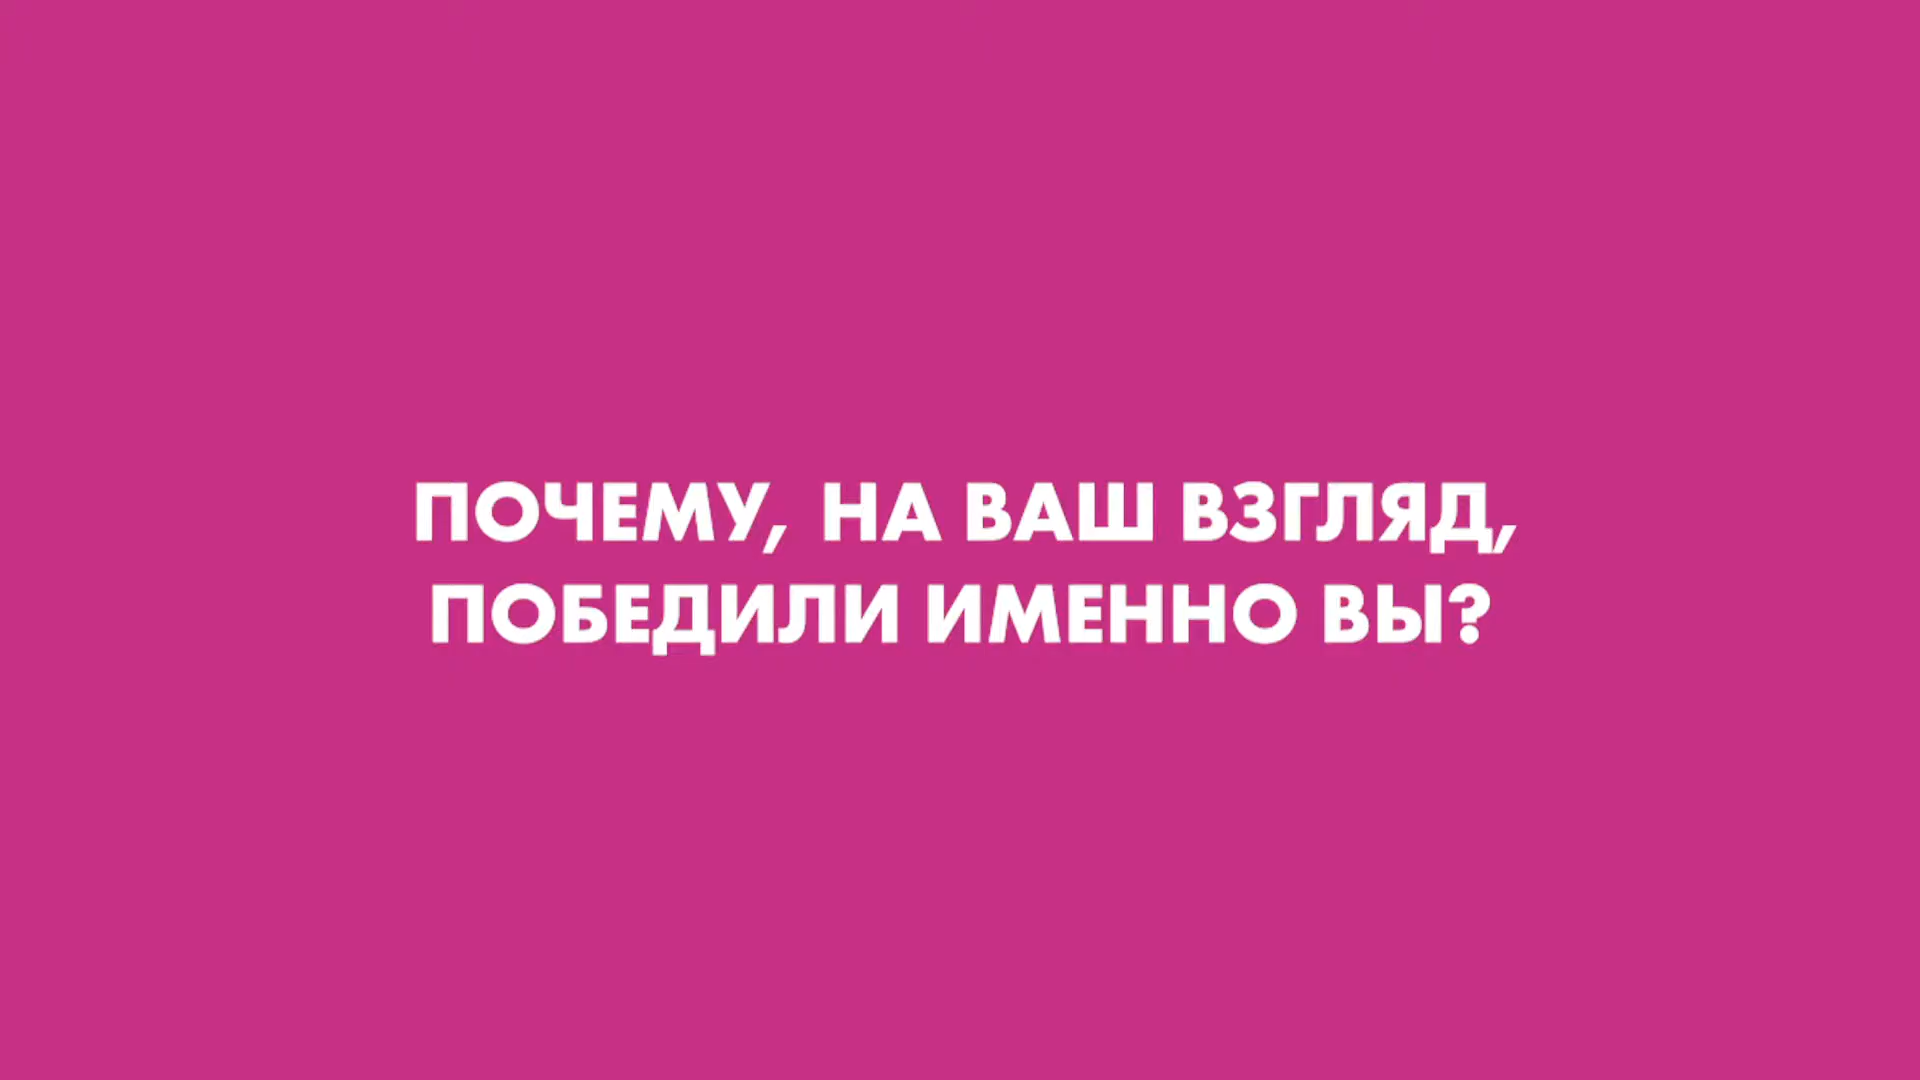 ПОЧЕМУ, НА ВАШ ВЗГЛЯД,
ПОБЕДИЛИ ИМЕННО ВЫ?